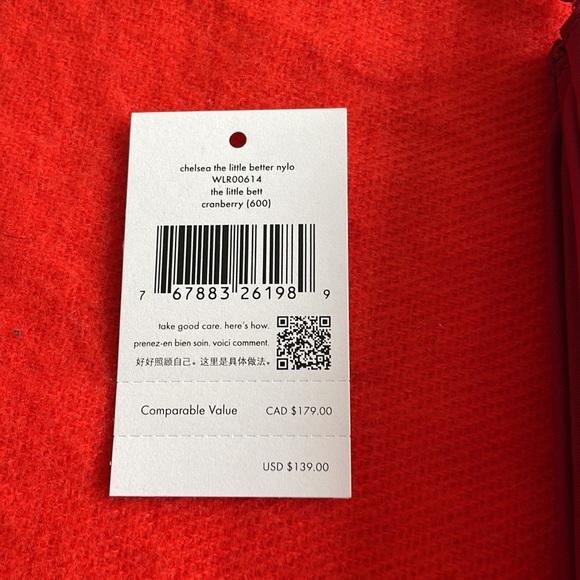 chelsea the little better nylo
WLR00614
the little bett
cranberry (600)
7 67883 26198 9
take good care. here's how.
prenez-en bien soin. voici comment.
好好照顾自己。这里是具体做法。
Comparable Value CAD $179.00
USD $139.00